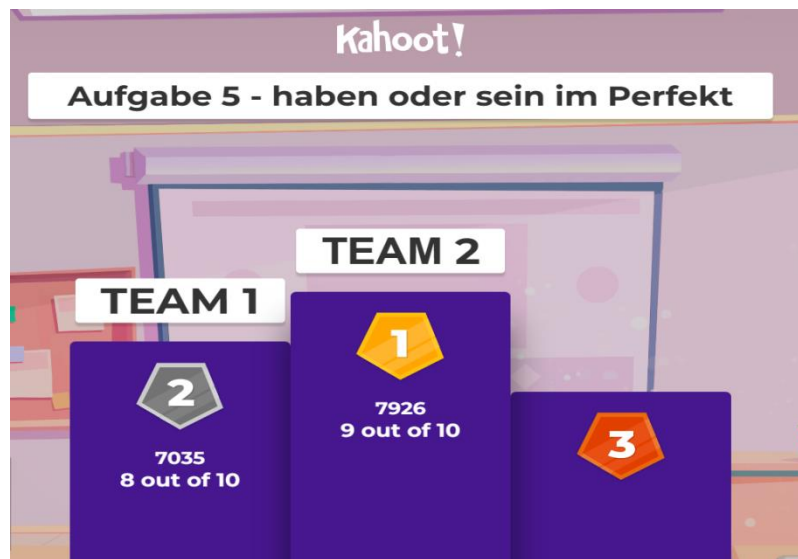 Kahoot!
Aufgabe 5 - haben oder sein im Perfekt
TEAM 2
TEAM 1
1
7926
9 out of 10
2
7035
8 out of 10
3